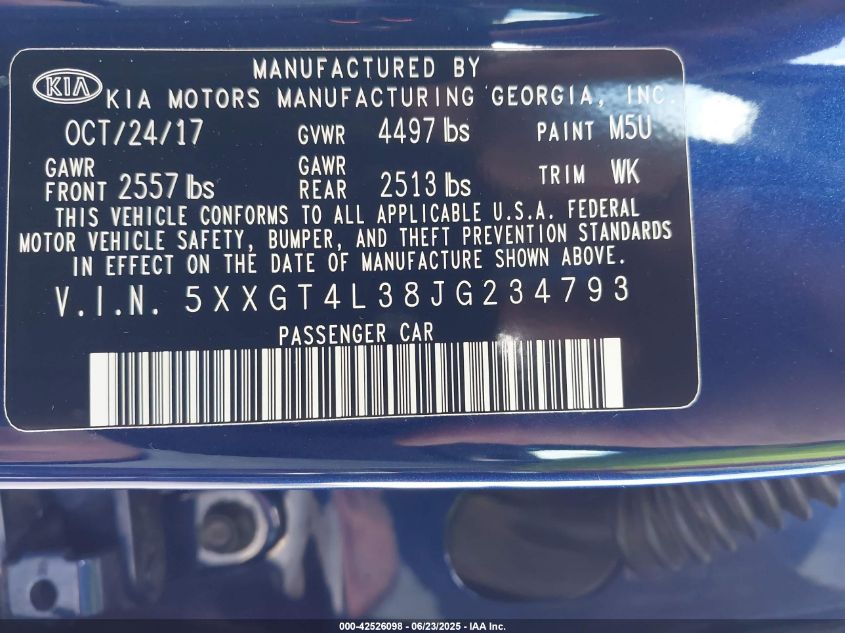 MANUFACTURED BY
KIA KIA MOTORS MANUFACTURING GEORGIA, INC.
OCT/24/17 GVWR 4497 lbs PAINT M5U
GAWR FRONT 2557 lbs GAWR REAR 2513 lbs TRIM WK
THIS VEHICLE CONFORMS TO ALL APPLICABLE U.S.A. FEDERAL
MOTOR VEHICLE SAFETY, BUMPER, AND THEFT PREVENTION STANDARDS
IN EFFECT ON THE DATE OF MANUFACTURE SHOWN ABOVE.
V.I.N. 5XXGT4L38JG234793
PASSENGER CAR
000-42526098 - 06/23/2025 - IAA Inc.